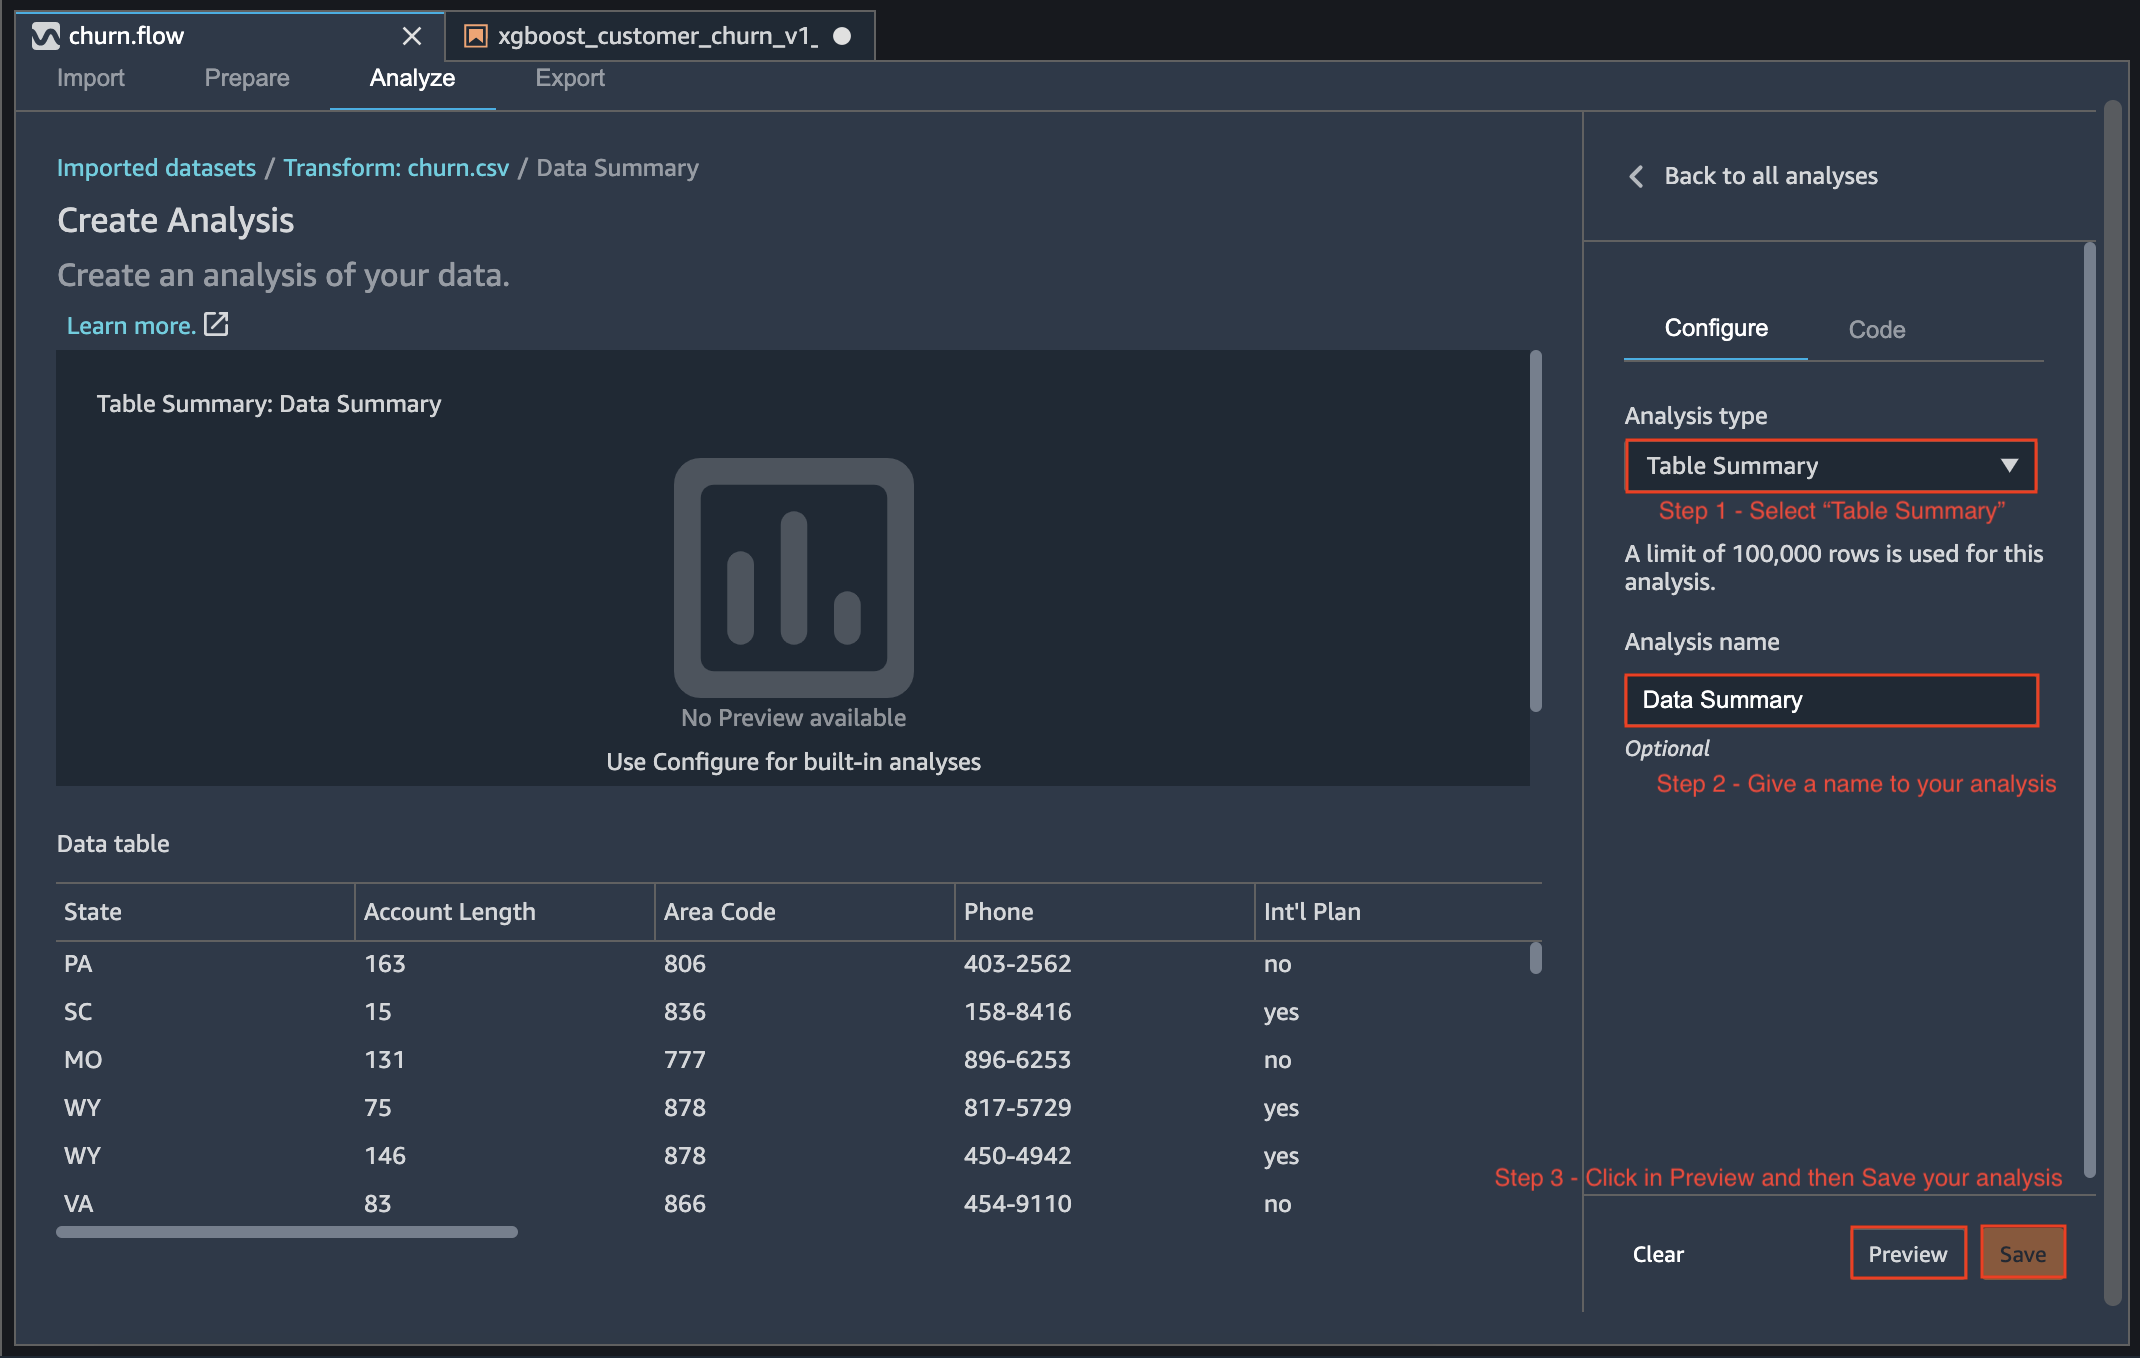 churn.flow
xgboost_customer_churn_v1_
Import Prepare Analyze Export
Imported datasets / Transform: churn.csv / Data Summary
Create Analysis
Create an analysis of your data.
Learn more.
Table Summary: Data Summary
No Preview available
Use Configure for built-in analyses
Data table
State Account Length Area Code Phone Int'l Plan
PA 163 806 403-2562 no
SC 15 836 158-8416 yes
MO 131 777 896-6253 no
WY 75 878 817-5729 yes
WY 146 878 450-4942 yes
VA 83 866 454-9110 no
Back to all analyses
Configure Code
Analysis type
Table Summary
Step 1 - Select “Table Summary”
A limit of 100,000 rows is used for this
analysis.
Analysis name
Data Summary
Optional
Step 2 - Give a name to your analysis
Step 3 - Click in Preview and then Save your analysis
Clear Preview Save